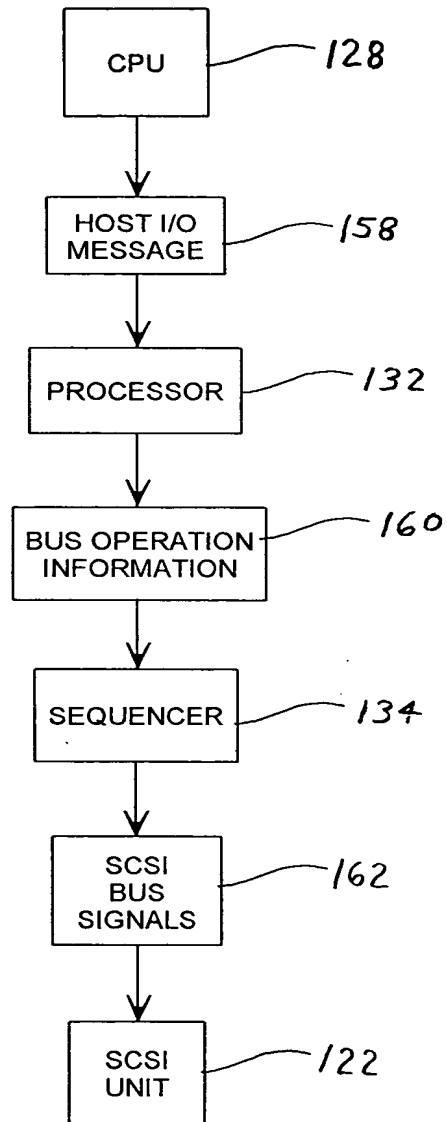 CPU
128
HOST I/O
MESSAGE
158
PROCESSOR
132
BUS OPERATION
INFORMATION
160
SEQUENCER
134
SCSI
BUS
SIGNALS
162
SCSI
UNIT
122